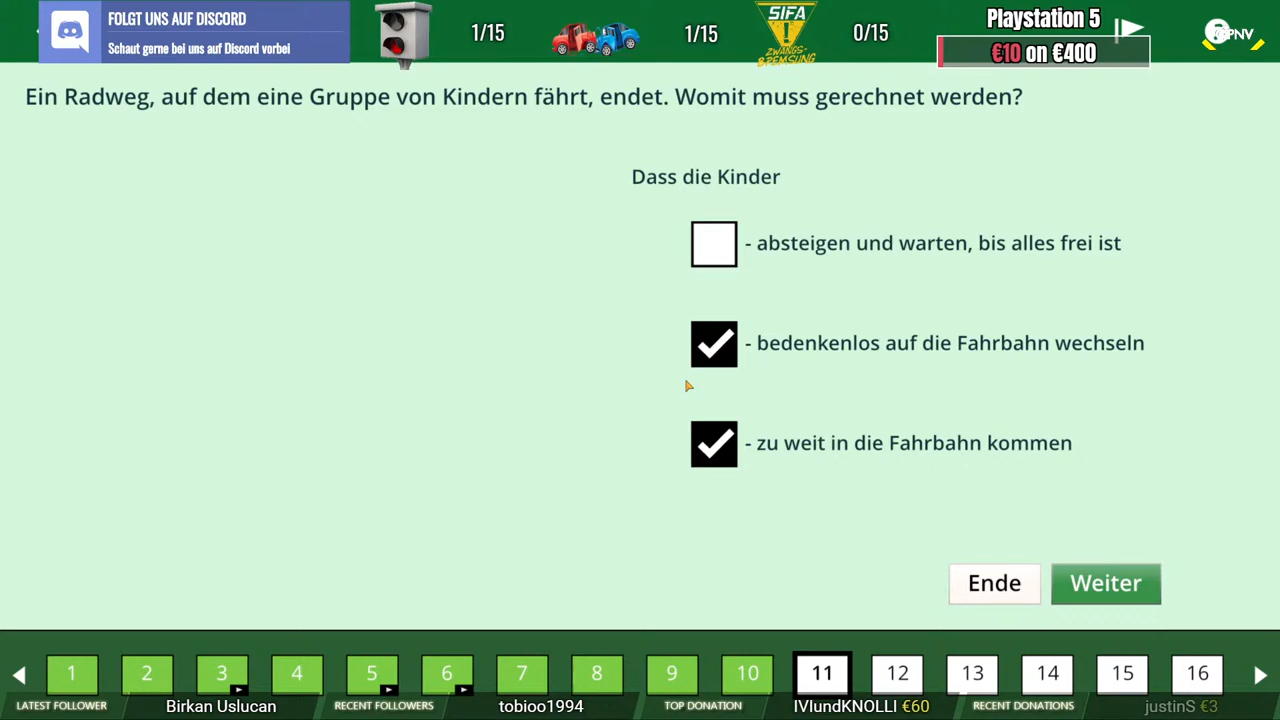 FOLGT UNS AUF DISCORD
Schaut gerne bei uns auf Discord vorbei
1/15
1/15
SIFA
ZWANGS-
BREMSUNG
0/15
Playstation 5
€10 on €400
ÖPNV
Ein Radweg, auf dem eine Gruppe von Kindern fährt, endet. Womit muss gerechnet werden?
Dass die Kinder
- absteigen und warten, bis alles frei ist
- bedenkenlos auf die Fahrbahn wechseln
- zu weit in die Fahrbahn kommen
Ende
Weiter
1 2 3 4 5 6 7 8 9 10 11 12 13 14 15 16
LATEST FOLLOWER Birkan Uslucan RECENT FOLLOWERS tobioo1994 TOP DONATION IVIundKNOLLI €60 RECENT DONATIONS justinS €3